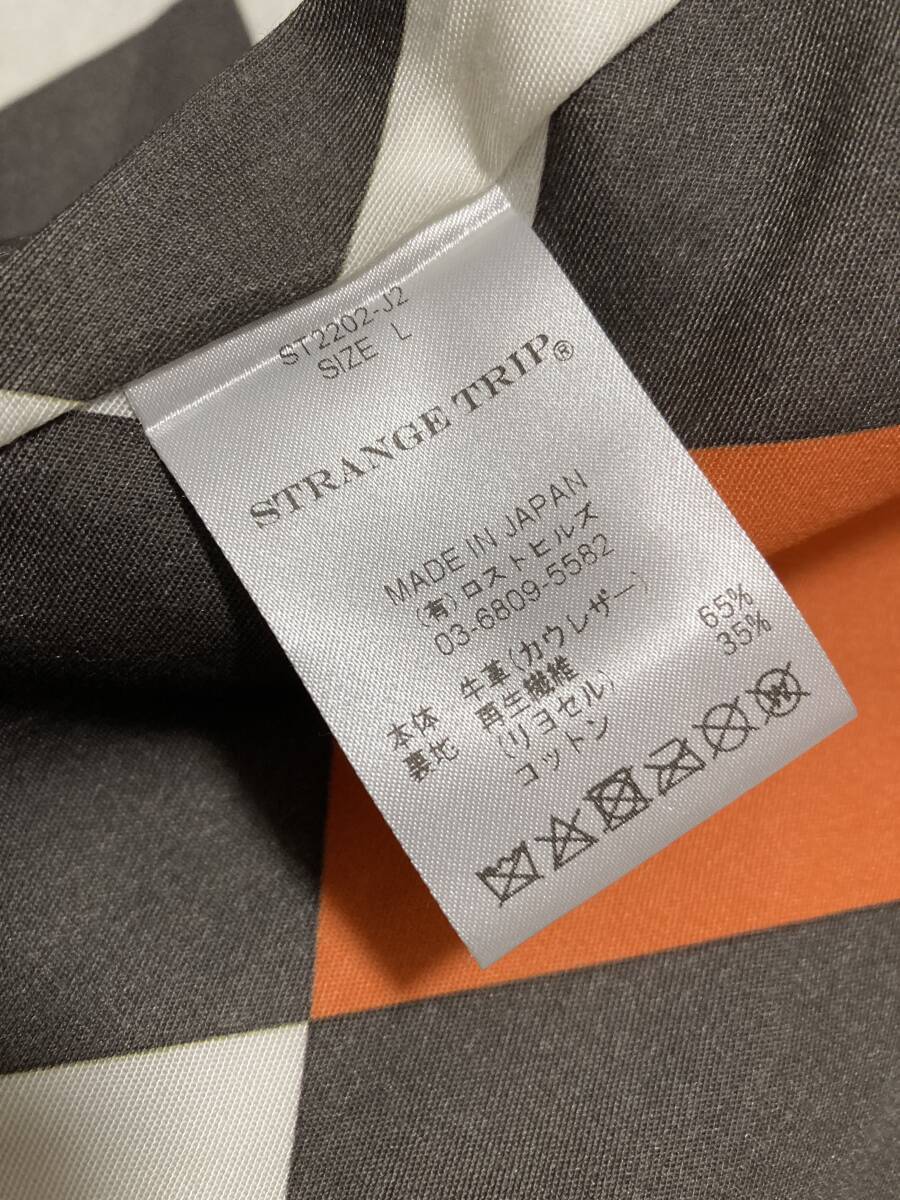 ST2202-J2
SIZE L
STRANGE TRIP®
MADE IN JAPAN
(有)ロストヒルズ
03-6809-5582
本体 牛革(カウレザー)
裏地 再生繊維 65%
(リヨセル) 35%
コットン